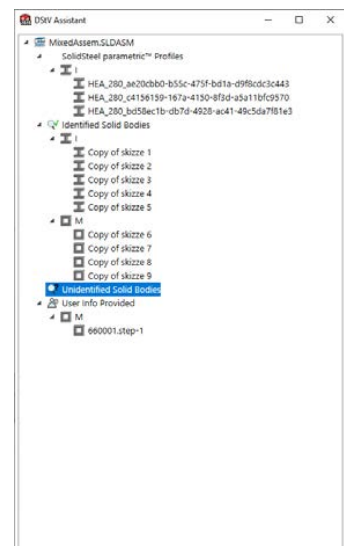 DStV Assistant
MixedAssem.SLDASM
SolidSteel parametric™ Profiles
I
HEA_280_ae20cbb0-b55c-475f-bd1a-d9f8cdc3c443
HEA_280_c4156159-167a-4150-8f3d-a5a11bfc9570
HEA_280_bd58ec1b-db7d-4928-ac41-49c5da7f81e3
Identified Solid Bodies
I
Copy of skizze 1
Copy of skizze 2
Copy of skizze 3
Copy of skizze 4
Copy of skizze 5
M
Copy of skizze 6
Copy of skizze 7
Copy of skizze 8
Copy of skizze 9
Unidentified Solid Bodies
User Info Provided
M
660001.step-1